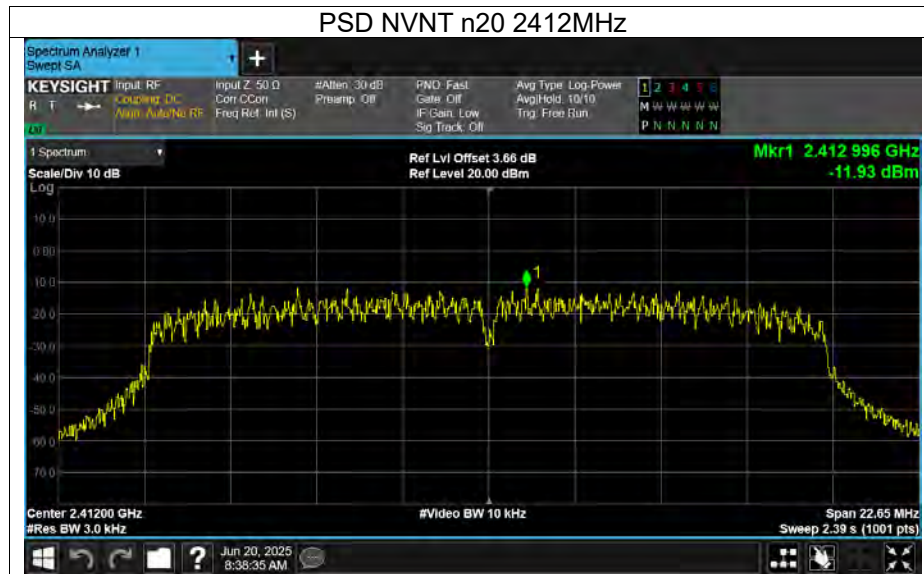 PSD NVNT n20 2412MHz
Spectrum Analyzer 1
Swept SA
+
KEYSIGHT Input: RF Input Z: 50 Ω #Atten: 30 dB PNO: Fast Avg Type: Log-Power 1 2 3 4 5 6
R T Coupling: DC Corr CCorr Preamp: Off Gate: Off Avg|Hold: 10/10 M W W W W W
Align: Auto/No RF Freq Ref: Int (S) IF Gain: Low Trig: Free Run
Sig Track: Off P N N N N N
1 Spectrum Ref Lvl Offset 3.66 dB Mkr1 2.412 996 GHz
Scale/Div 10 dB Ref Level 20.00 dBm -11.93 dBm
Log
10.0
0.00
-10.0
1
-20.0
-30.0
-40.0
-50.0
-60.0
-70.0
Center 2.41200 GHz #Video BW 10 kHz Span 22.65 MHz
#Res BW 3.0 kHz Sweep 2.39 s (1001 pts)
? Jun 20, 2025
8:38:35 AM